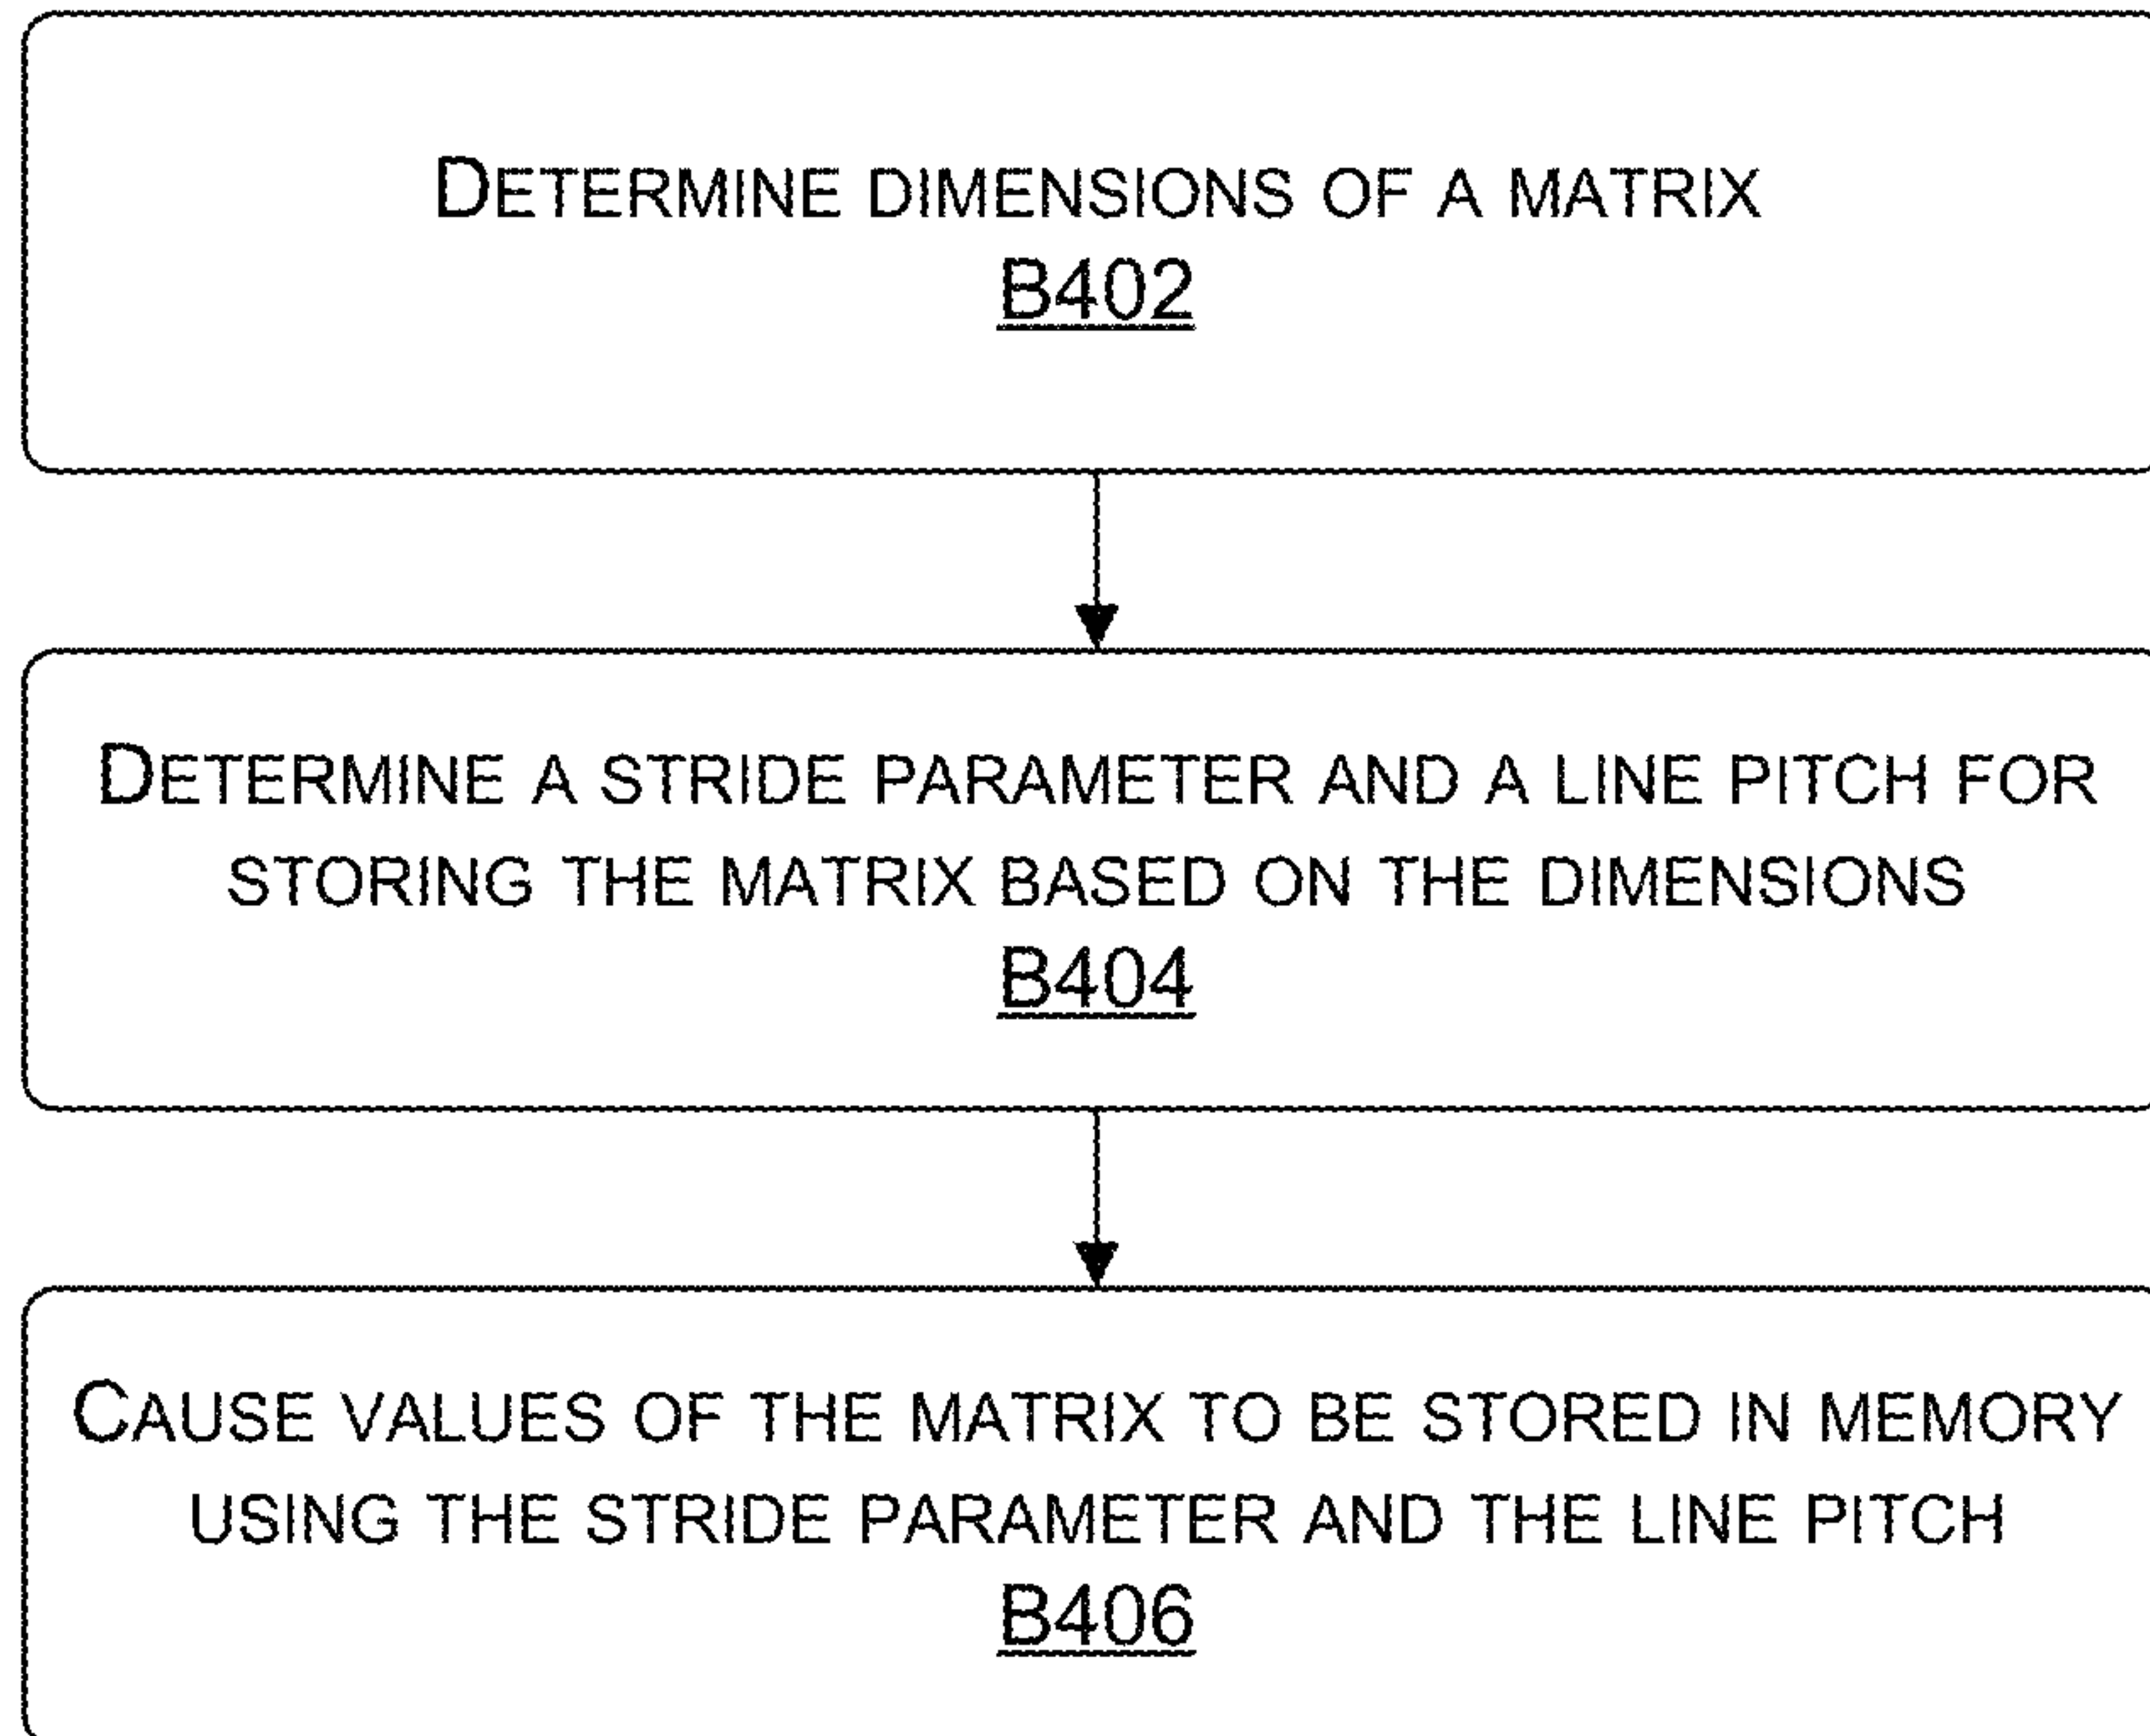 DETERMINE DIMENSIONS OF A MATRIX
B402
DETERMINE A STRIDE PARAMETER AND A LINE PITCH FOR
STORING THE MATRIX BASED ON THE DIMENSIONS
B404
CAUSE VALUES OF THE MATRIX TO BE STORED IN MEMORY
USING THE STRIDE PARAMETER AND THE LINE PITCH
B406